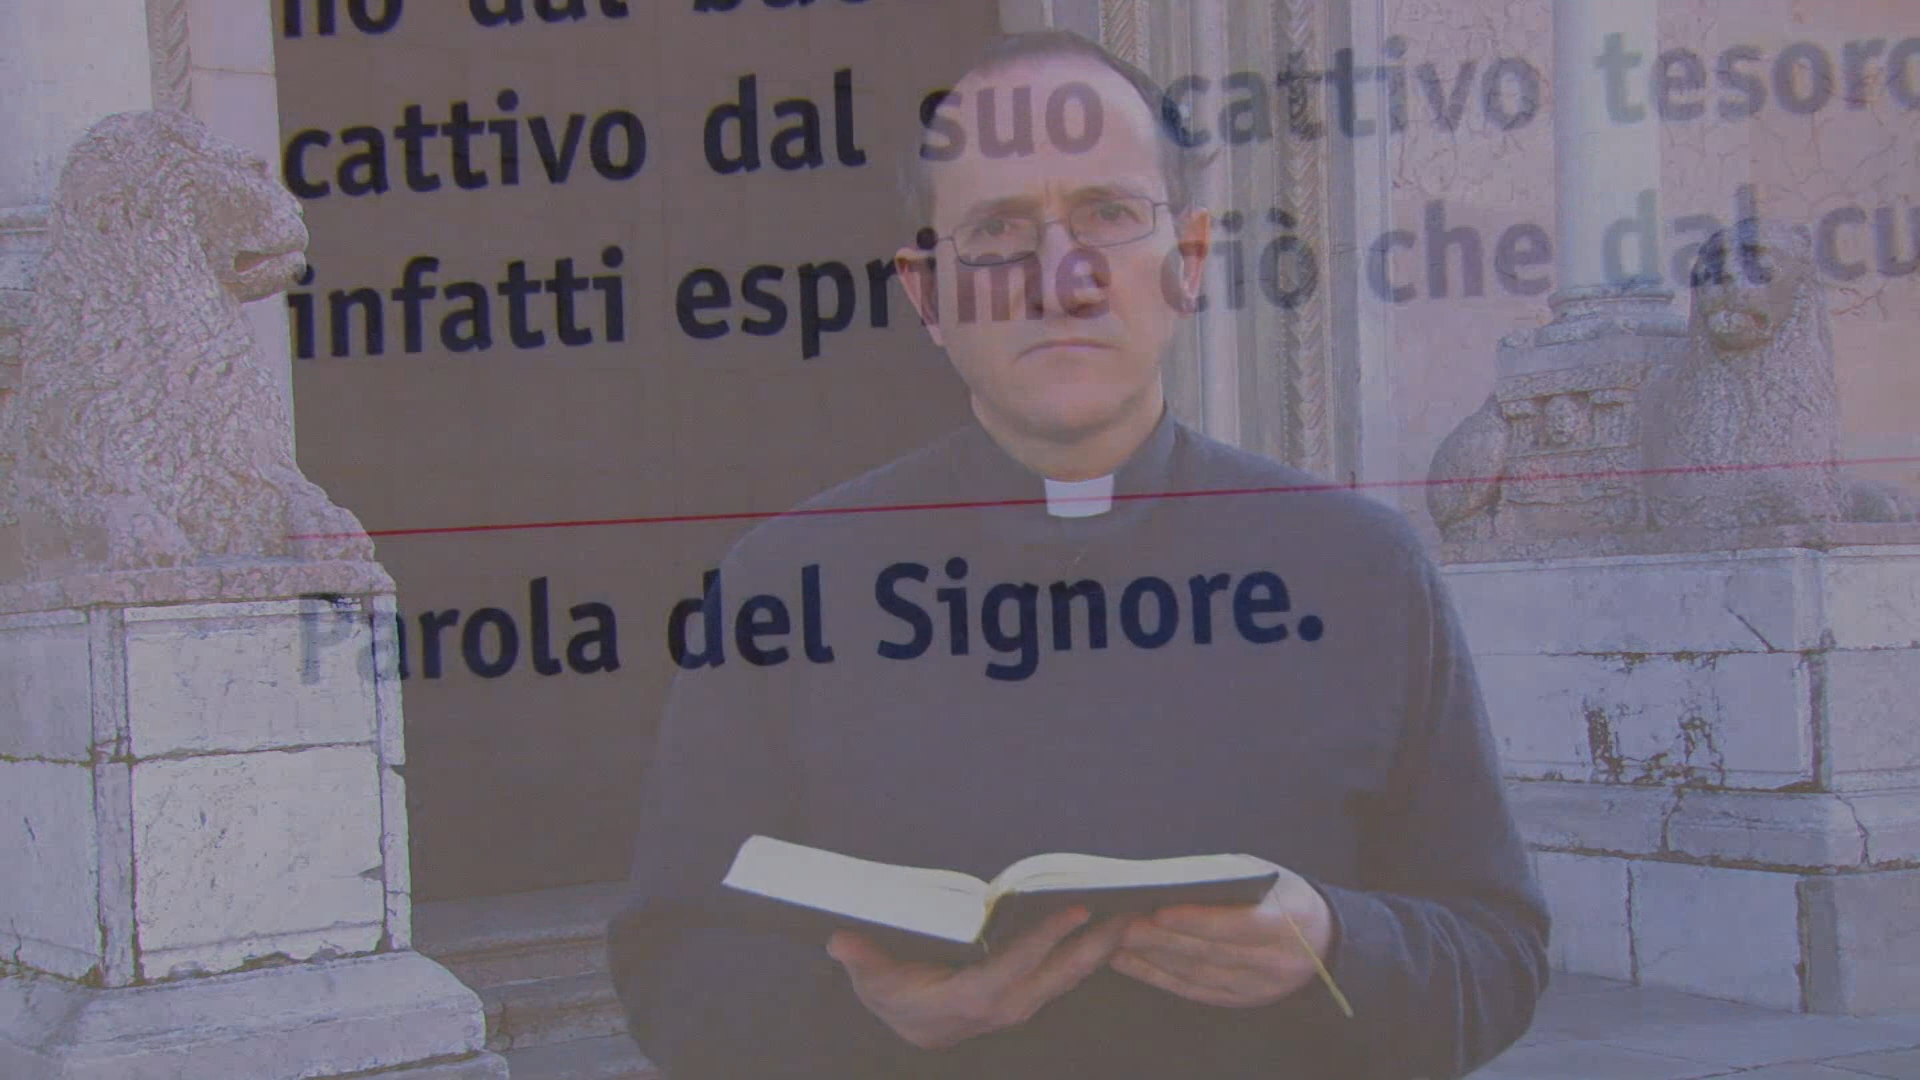 cattivo dal suo cattivo tesoro
infatti esprime ciò che dal
Parola del Signore.